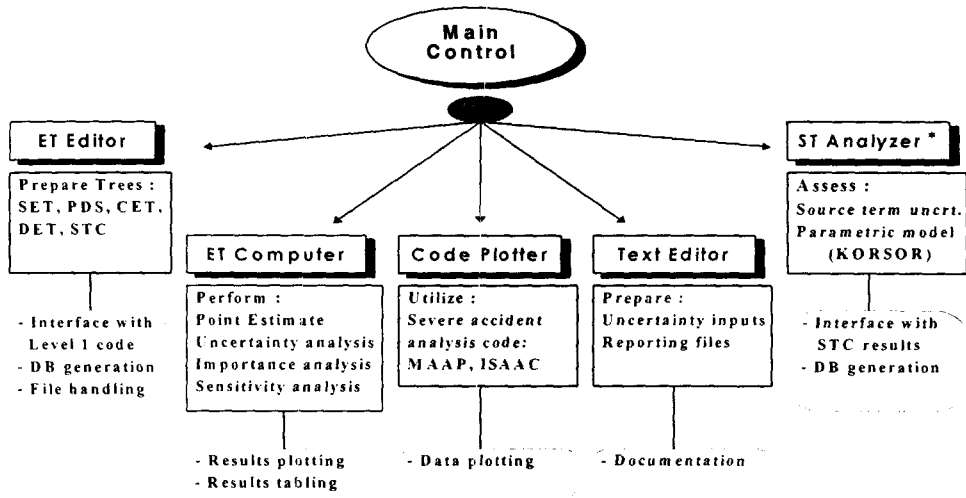 Main
Control
ET Editor
Prepare Trees :
SET, PDS, CET,
DET, STC
- Interface with
Level 1 code
- DB generation
- File handling
ET Computer
Perform :
Point Estimate
Uncertainty analysis
Importance analysis
Sensitivity analysis
- Results plotting
- Results tabling
Code Plotter
Utilize :
Severe accident
analysis code:
MAAP, ISAAC
- Data plotting
Text Editor
Prepare :
Uncertainty inputs
Reporting files
- Documentation
ST Analyzer *
Assess :
Source term uncrt.
Parametric model
(KORSOR)
- Interface with
STC results
- DB generation